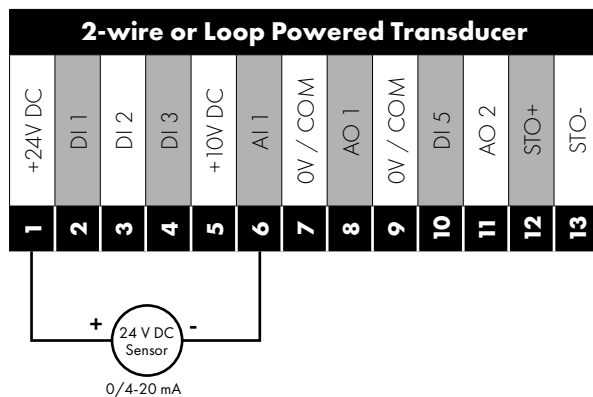 2-wire or Loop Powered Transducer
+24V DC
DI 1
DI 2
DI 3
+10V DC
AI 1
0V / COM
AO 1
0V / COM
DI 5
AO 2
STO+
STO-
1 2 3 4 5 6 7 8 9 10 11 12 13
+ -
24 V DC
Sensor
0/4-20 mA